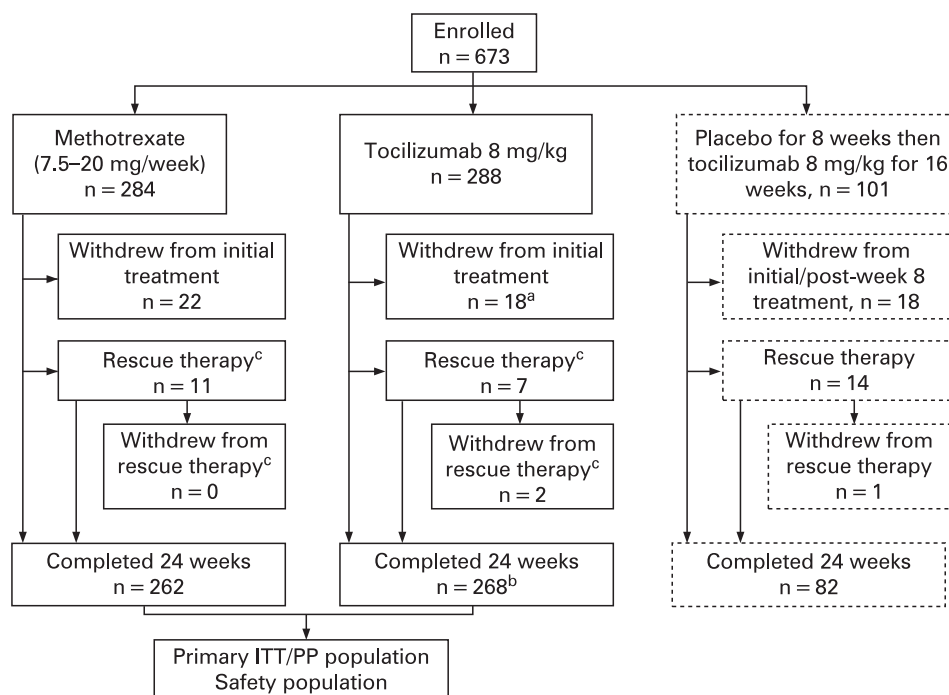 Enrolled
n = 673
Methotrexate
(7.5–20 mg/week)
n = 284
Tocilizumab 8 mg/kg
n = 288
Placebo for 8 weeks then
tocilizumab 8 mg/kg for 16
weeks, n = 101
Withdrew from initial
treatment
n = 22
Withdrew from initial
treatment
n = 18a
Withdrew from
initial/post-week 8
treatment, n = 18
Rescue therapyc
n = 11
Rescue therapyc
n = 7
Rescue therapy
n = 14
Withdrew from
rescue therapyc
n = 0
Withdrew from
rescue therapyc
n = 2
Withdrew from
rescue therapy
n = 1
Completed 24 weeks
n = 262
Completed 24 weeks
n = 268b
Completed 24 weeks
n = 82
Primary ITT/PP population
Safety population